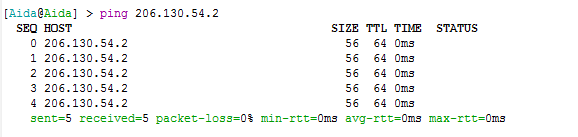 [Aida@Aida] > ping 206.130.54.2
SEQ HOST SIZE TTL TIME STATUS
0 206.130.54.2 56 64 0ms
1 206.130.54.2 56 64 0ms
2 206.130.54.2 56 64 0ms
3 206.130.54.2 56 64 0ms
4 206.130.54.2 56 64 0ms
sent=5 received=5 packet-loss=0% min-rtt=0ms avg-rtt=0ms max-rtt=0ms